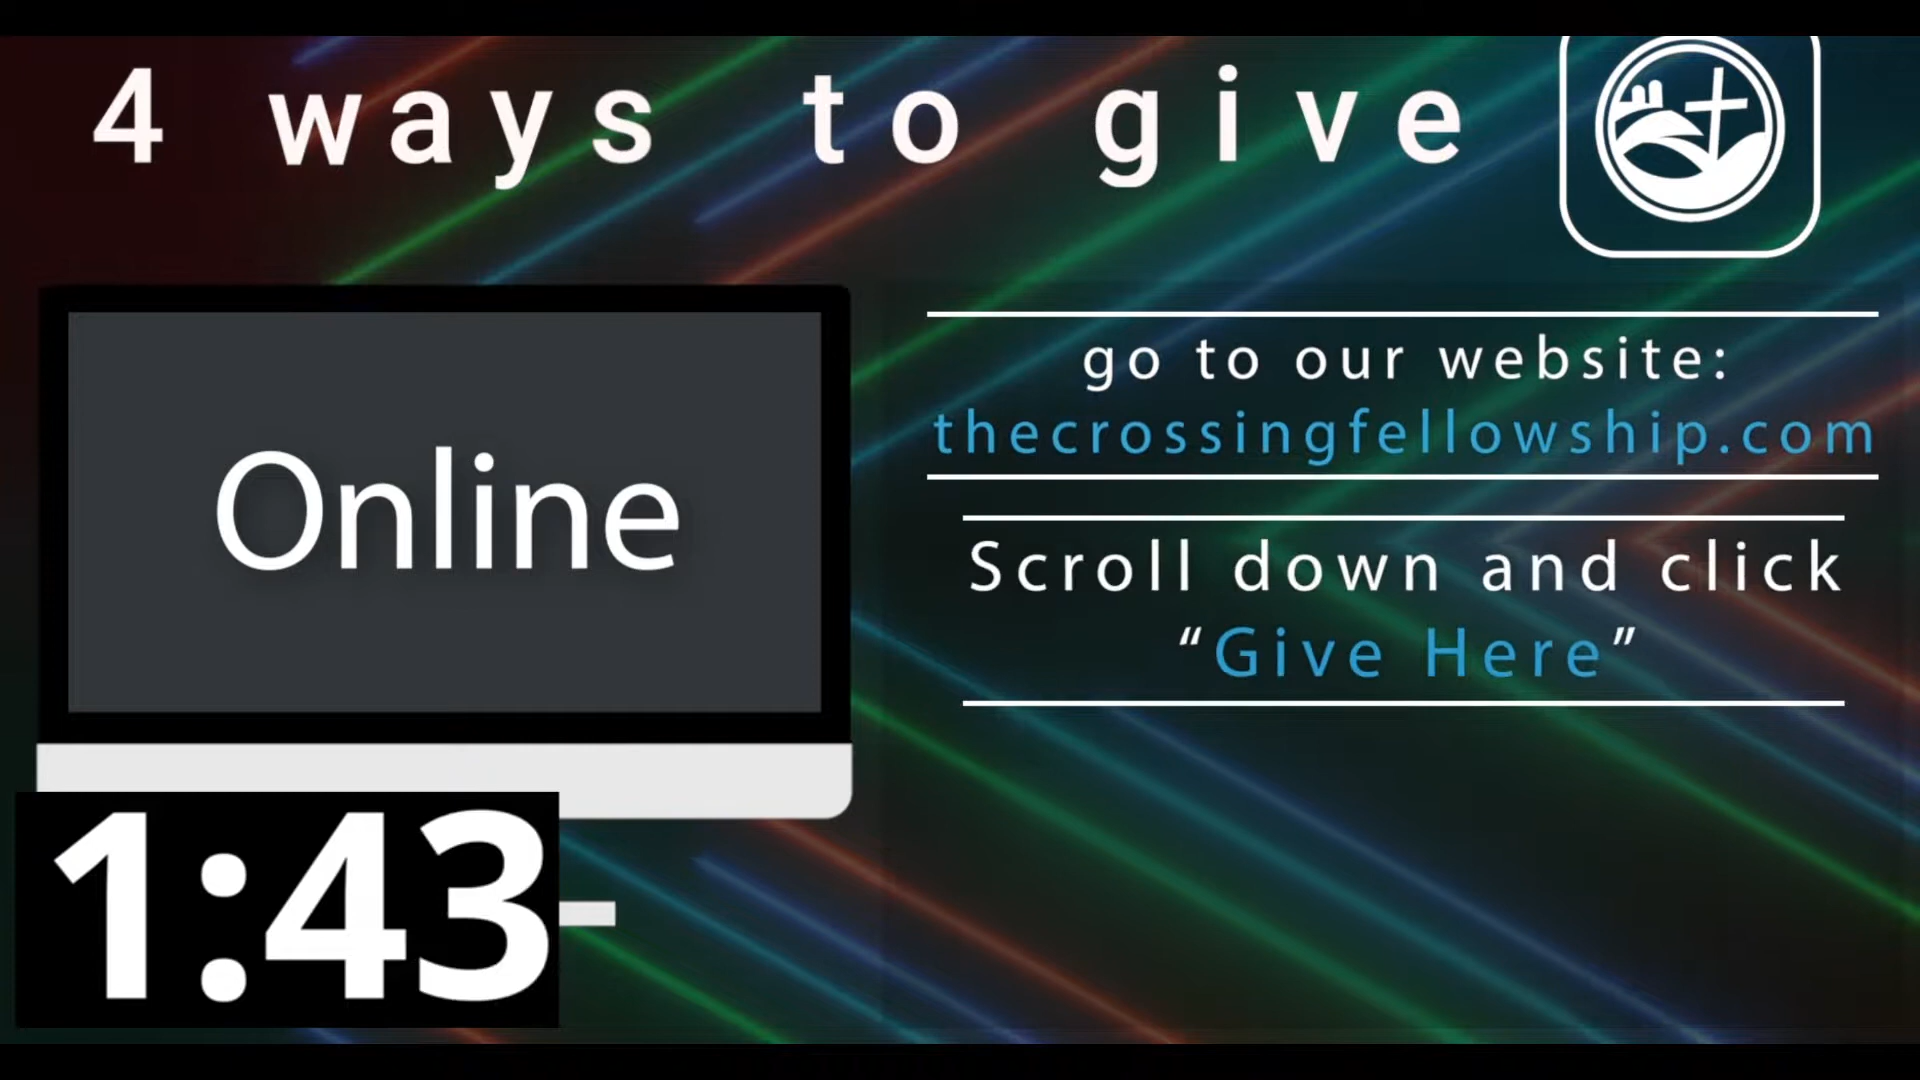 4 ways to give
Online
go to our website:
thecrossingfellowship.com
Scroll down and click
“Give Here”
1:43